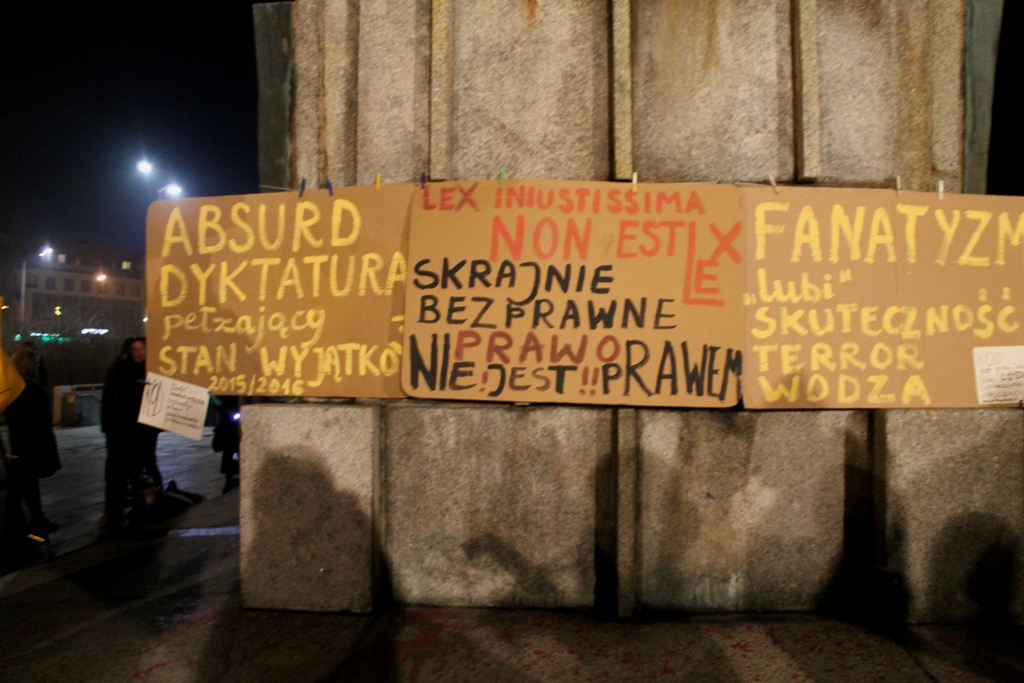 ABSURD
DYKTATURA
pełzający
STAN WYJĄTKO
2015/2016
LEX INIUSTISSIMA
NON EST LEX
SKRAJNIE
BEZPRAWNE
PRAWO
NIE JEST!! PRAWEM
FANATYZM
„lubi"
SKUTECZNOŚĆ
TERROR
WODZA
KOD